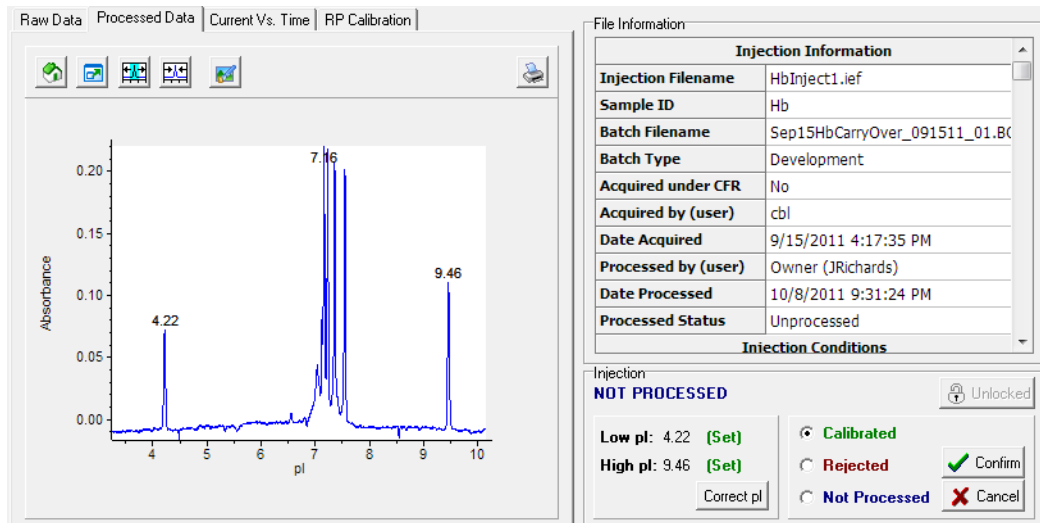 Raw Data Processed Data Current Vs. Time RP Calibration
0.20
0.15
0.10
0.05
0.00
Absorbance
4.22
7.16
9.46
4 5 6 7 8 9 10
pI
File Information
Injection Information
Injection Filename HbInject1.ief
Sample ID Hb
Batch Filename Sep15HbCarryOver_091511_01.B
Batch Type Development
Acquired under CFR No
Acquired by (user) cbl
Date Acquired 9/15/2011 4:17:35 PM
Processed by (user) Owner (JRichards)
Date Processed 10/8/2011 9:31:24 PM
Processed Status Unprocessed
Injection Conditions
Injection
NOT PROCESSED
Unlocked
Low pI: 4.22 (Set)
High pI: 9.46 (Set)
Correct pI
Calibrated
Rejected
Not Processed
Confirm
Cancel